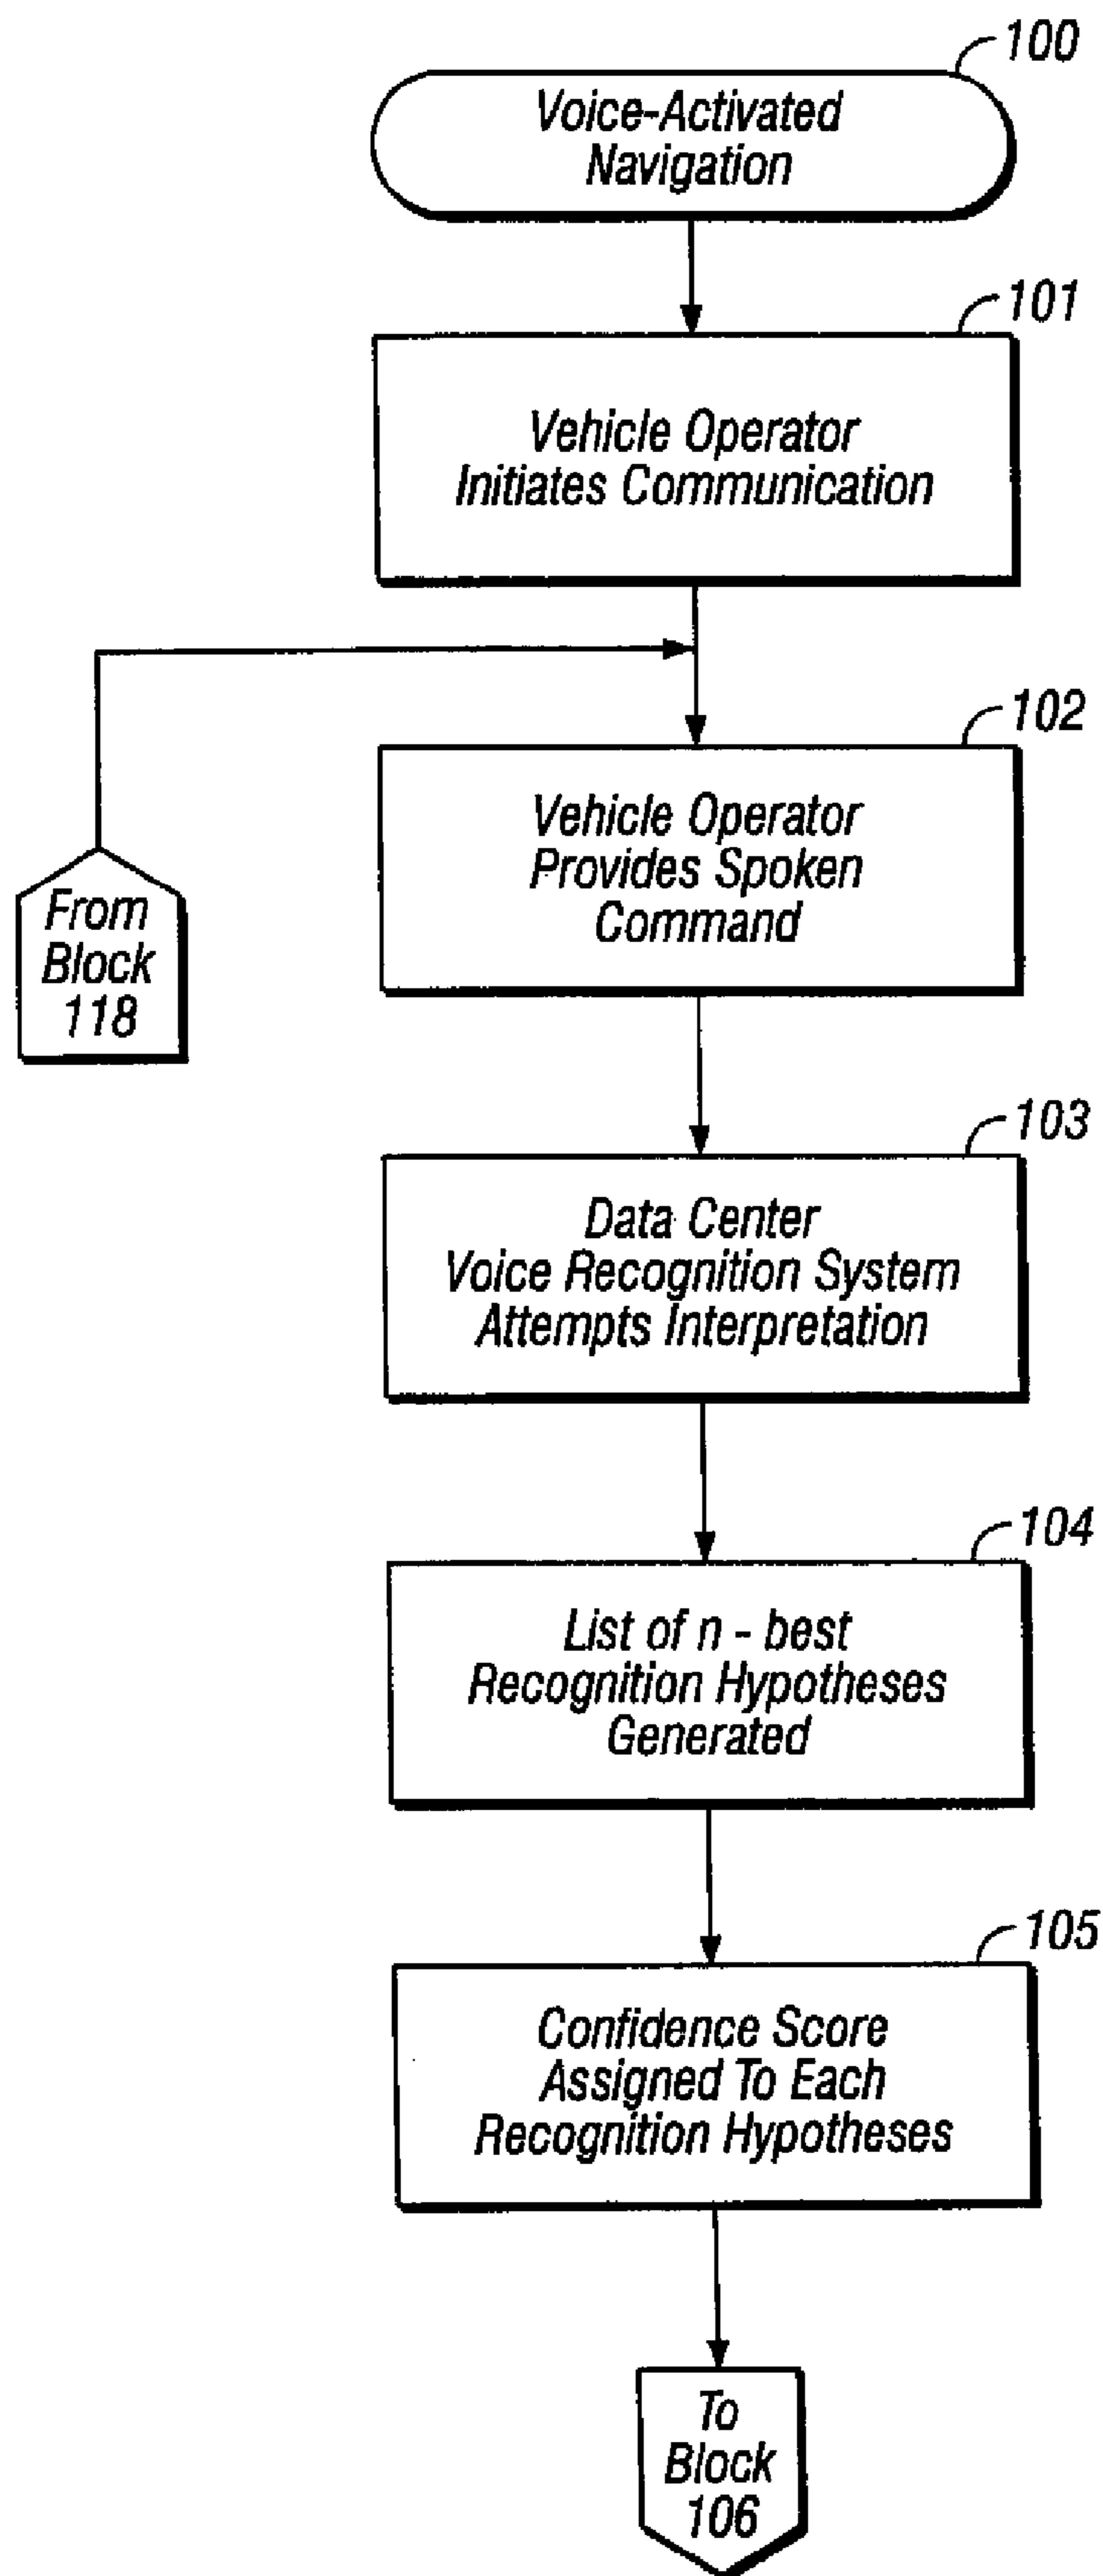 100
Voice-Activated
Navigation
101
Vehicle Operator
Initiates Communication
102
Vehicle Operator
Provides Spoken
Command
From
Block
118
103
Data Center
Voice Recognition System
Attempts Interpretation
104
List of n - best
Recognition Hypotheses
Generated
105
Confidence Score
Assigned To Each
Recognition Hypotheses
To
Block
106